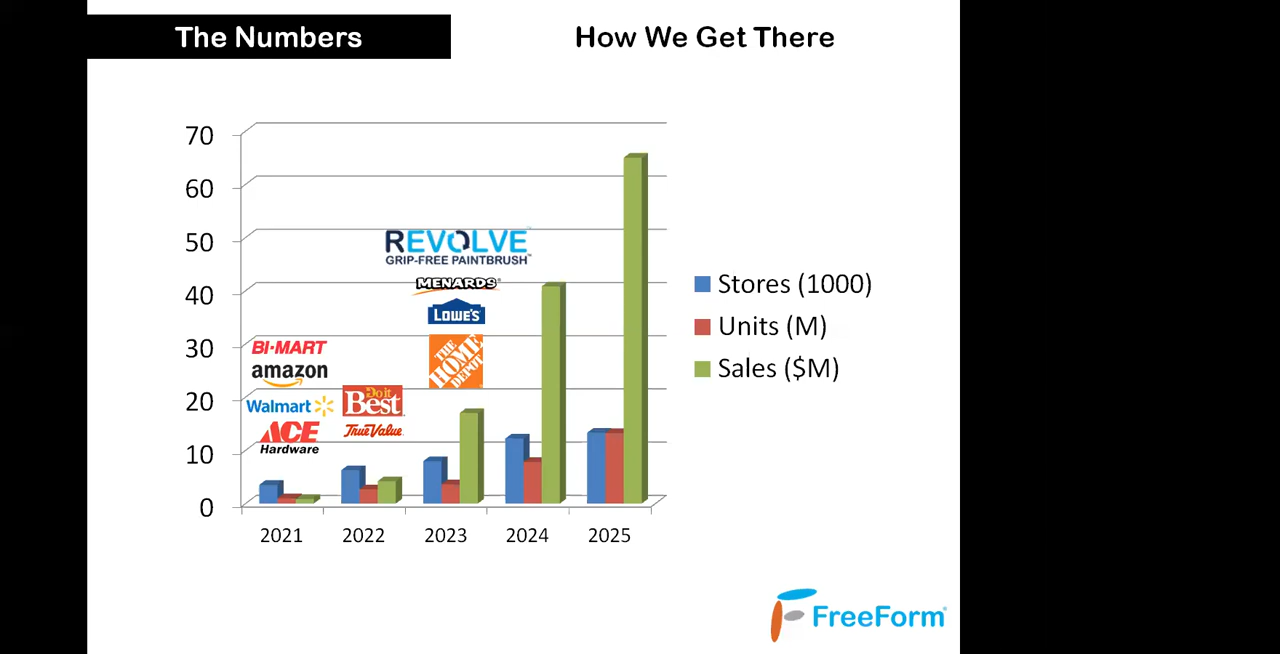 The Numbers
How We Get There
70
60
50
40
30
20
10
0
REVOLVE
GRIP-FREE PAINTBRUSH™
MENARDS®
LOWE'S
THE HOME DEPOT
BI-MART
amazon
Walmart
ACE
Hardware
Do it
Best
True Value
2021
2022
2023
2024
2025
Stores (1000)
Units (M)
Sales ($M)
FreeForm®